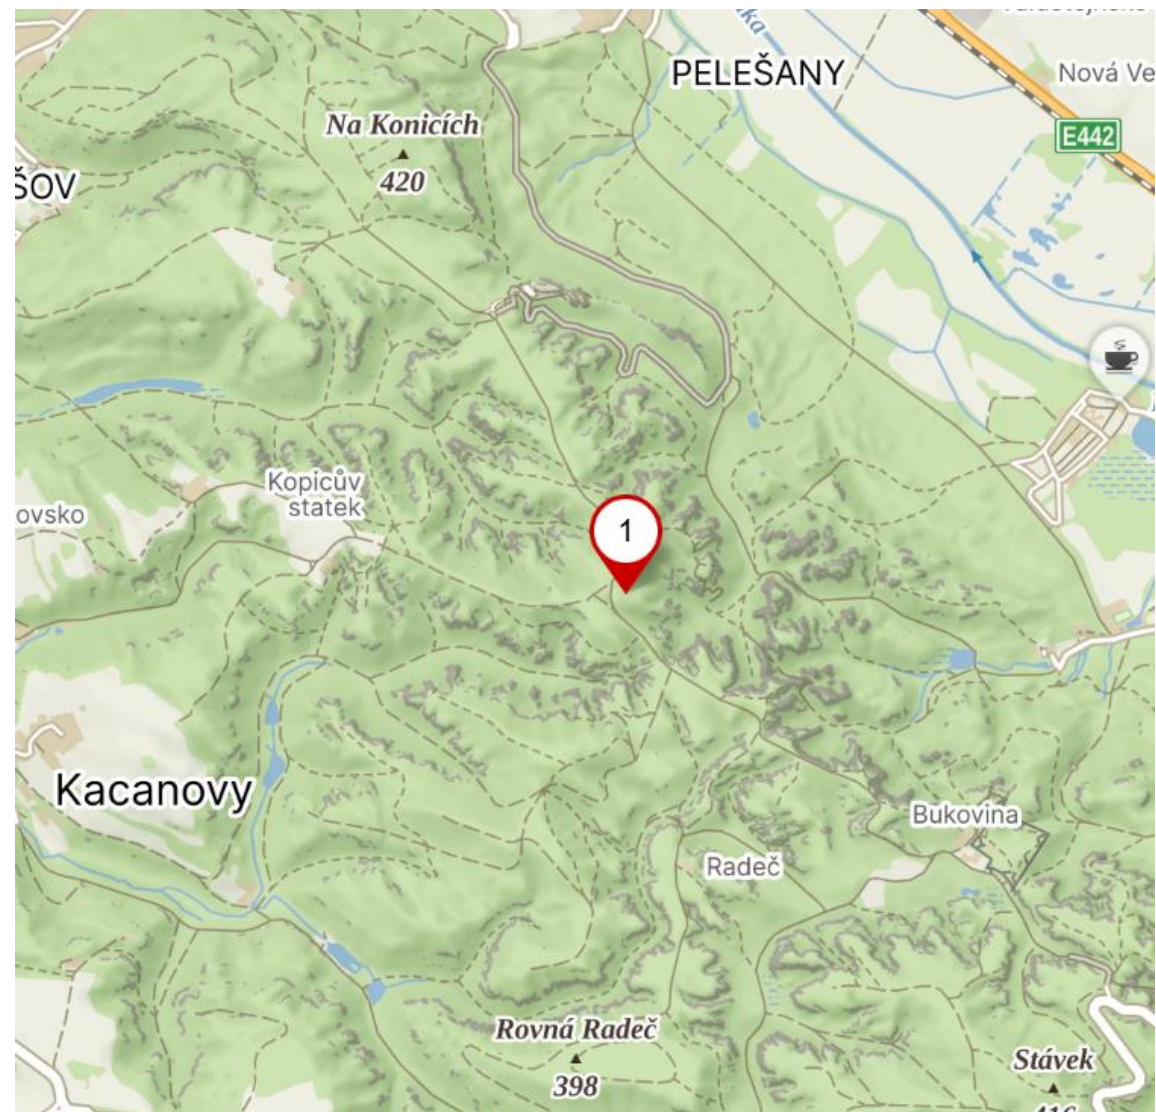 PELEŠANY
Nová Ve
E442
Na Konicích
420
ŠOV
Kopicův
statek
ovsko
1
Kacanovy
Bukovina
Radeč
Rovná Radeč
398
Stávek
416